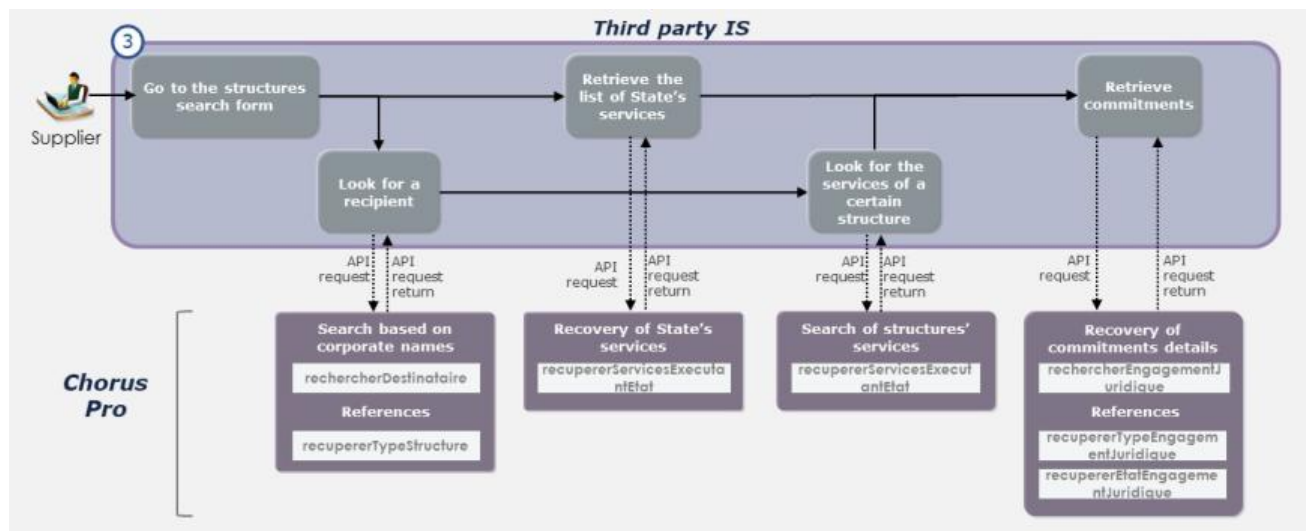 Third party IS
3
Supplier
Go to the structures
search form
Retrieve the
list of State's
services
Retrieve
commitments
Look for a
recipient
Look for the
services of a
certain
structure
API
request
API
request
return
API
request
API
request
return
API
request
API
request
return
API
request
API
request
return
Chorus
Pro
Search based on
corporate names
rechercherDestinataire
References
recupererTypeStructure
Recovery of State's
services
recupererServicesExecuta
ntEtat
Search of structures'
services
recupererServicesExecut
antEtat
Recovery of
commitments details
rechercherEngagementJ
uridique
References
recupererTypeEngagem
entJuridique
recupererEtatEngageme
ntJuridique